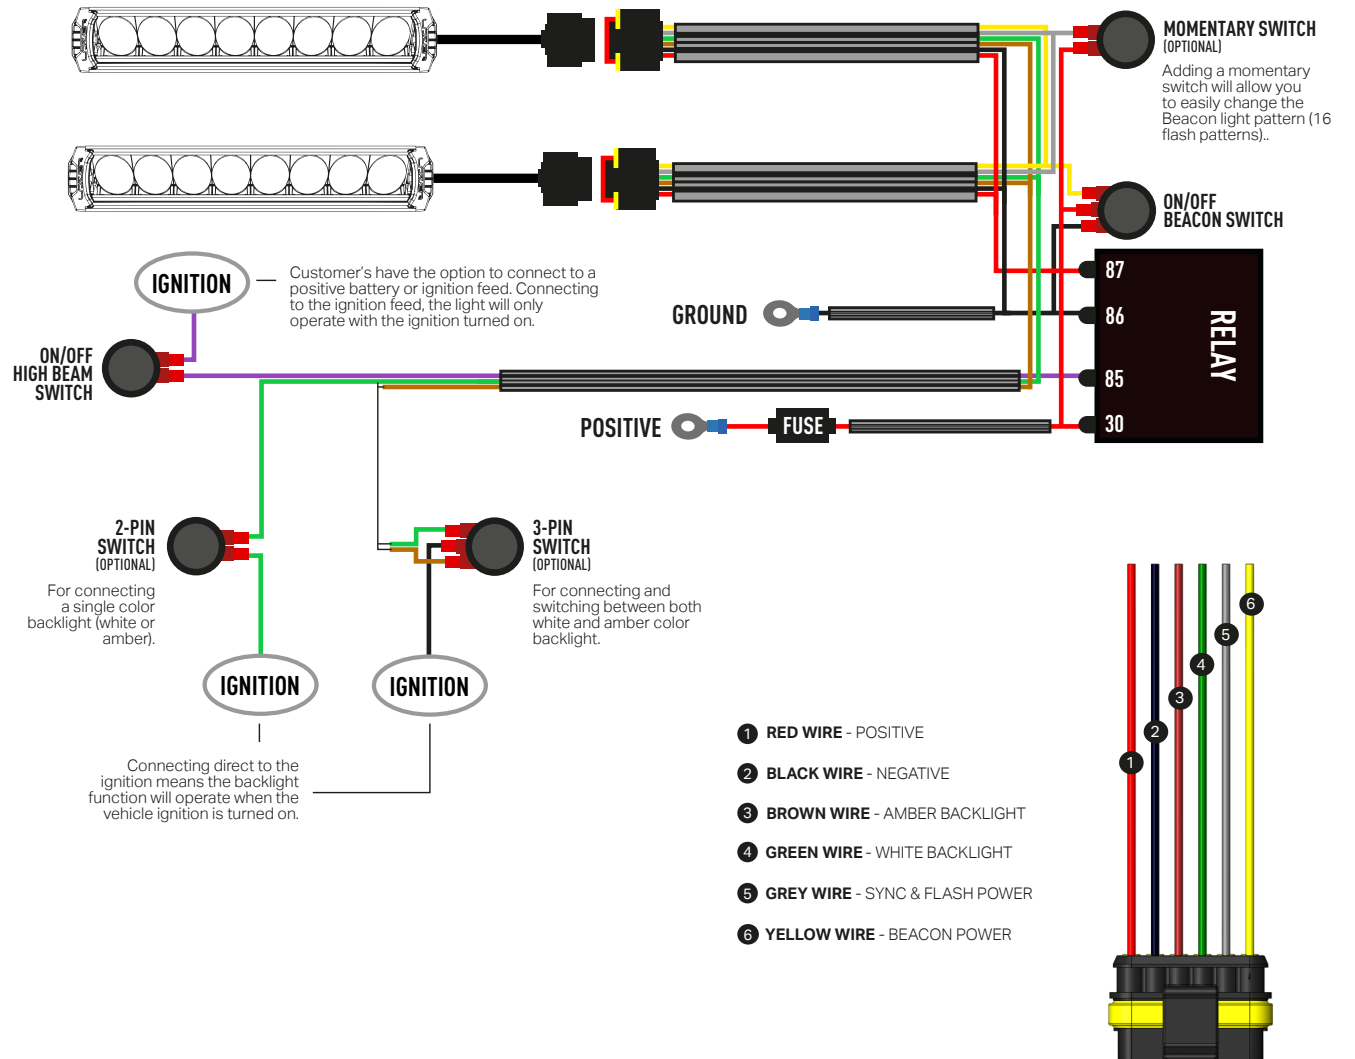 MOMENTARY SWITCH
(OPTIONAL)
Adding a momentary
switch will allow you
to easily change the
Beacon light pattern (16
flash patterns)..
ON/OFF
BEACON SWITCH
IGNITION
Customer's have the option to connect to a
positive battery or ignition feed. Connecting
to the ignition feed, the light will only
operate with the ignition turned on.
GROUND
87
86
85
30
RELAY
ON/OFF
HIGH BEAM
SWITCH
POSITIVE
FUSE
2-PIN
SWITCH
(OPTIONAL)
For connecting
a single color
backlight (white or
amber).
3-PIN
SWITCH
(OPTIONAL)
For connecting and
switching between both
white and amber color
backlight.
IGNITION
IGNITION
Connecting direct to the
ignition means the backlight
function will operate when the
vehicle ignition is turned on.
1 RED WIRE - POSITIVE
2 BLACK WIRE - NEGATIVE
3 BROWN WIRE - AMBER BACKLIGHT
4 GREEN WIRE - WHITE BACKLIGHT
5 GREY WIRE - SYNC & FLASH POWER
6 YELLOW WIRE - BEACON POWER
6
5
4
3
2
1